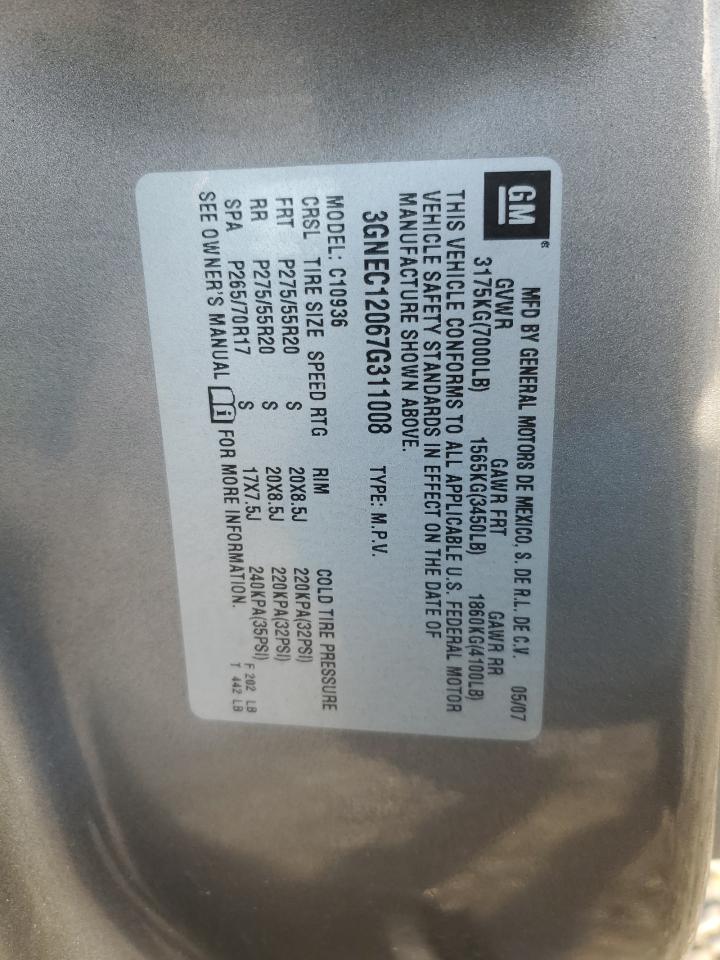 GM ®
MFD BY GENERAL MOTORS DE MEXICO, S. DE R.L. DE C.V. 05/07
GVWR GAWR FRT GAWR RR
3175KG(7000LB) 1565KG(3450LB) 1860KG(4100LB)
THIS VEHICLE CONFORMS TO ALL APPLICABLE U.S. FEDERAL MOTOR
VEHICLE SAFETY STANDARDS IN EFFECT ON THE DATE OF
MANUFACTURE SHOWN ABOVE.
3GNEC12067G311008 TYPE: M.P.V.
MODEL: C10936
CRSL TIRE SIZE SPEED RTG RIM COLD TIRE PRESSURE
FRT P275/55R20 S 20X8.5J 220KPA(32PSI)
RR P275/55R20 S 20X8.5J 220KPA(32PSI)
SPA P265/70R17 S 17X7.5J 240KPA(35PSI)
SEE OWNER'S MANUAL i FOR MORE INFORMATION.
F 202 LB
T 442 LB